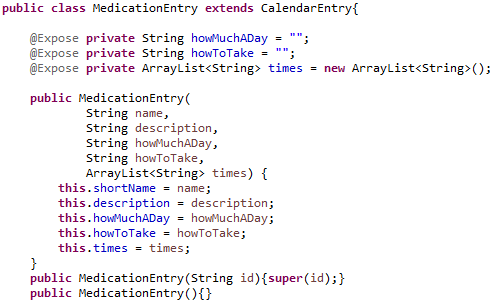 public class MedicationEntry extends CalendarEntry{
@Expose private String howMuchADay = "";
@Expose private String howToTake = "";
@Expose private ArrayList<String> times = new ArrayList<String>();
public MedicationEntry(
String name,
String description,
String howMuchADay,
String howToTake,
ArrayList<String> times) {
this.shortName = name;
this.description = description;
this.howMuchADay = howMuchADay;
this.howToTake = howToTake;
this.times = times;
}
public MedicationEntry(String id){super(id);}
public MedicationEntry(){}